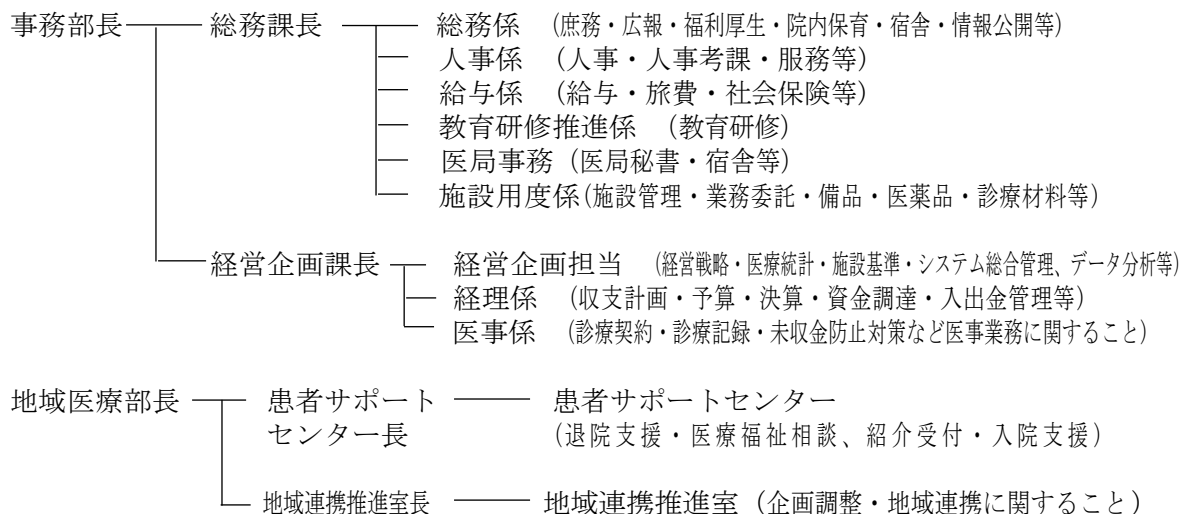 事務部長 総務課長 総務係 (庶務・広報・福利厚生・院内保育・宿舎・情報公開等)
人事係 (人事・人事考課・服務等)
給与係 (給与・旅費・社会保険等)
教育研修推進係 (教育研修)
医局事務 (医局秘書・宿舎等)
施設用度係(施設管理・業務委託・備品・医薬品・診療材料等)
経営企画課長 経営企画担当 (経営戦略・医療統計・施設基準・システム総合管理、データ分析等)
経理係 (収支計画・予算・決算・資金調達・入出金管理等)
医事係 (診療契約・診療記録・未収金防止対策など医事業務に関すること)
地域医療部長 患者サポート 患者サポートセンター
センター長 (退院支援・医療福祉相談、紹介受付・入院支援)
地域連携推進室長 地域連携推進室 (企画調整・地域連携に関すること)